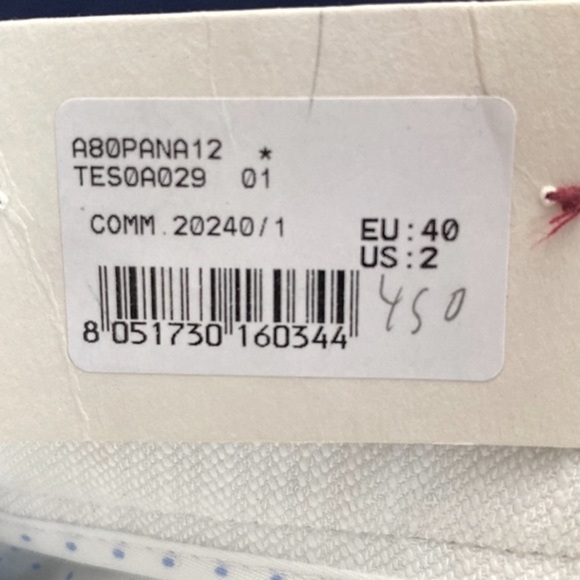 A80PANA12 *
TES0A029 01
COMM.20240/1
EU:40
US:2
450
8 051730 160344